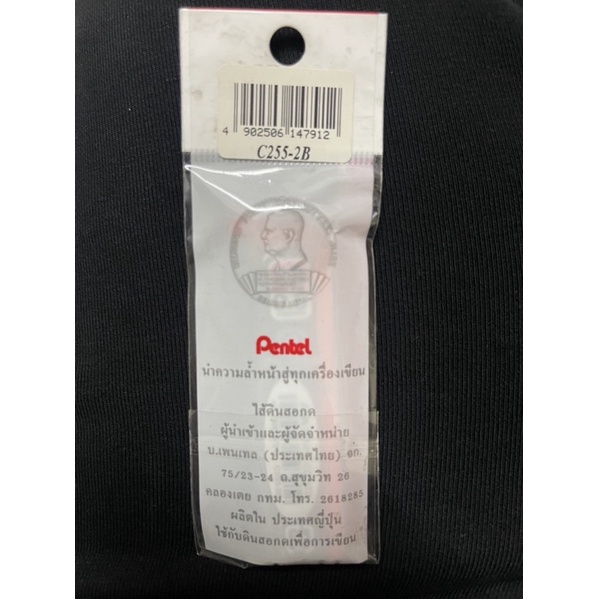 4 902506 147912
C255-2B
Pentel
นำความล้ำหน้าสู่ทุกเครื่องเขียน
ไส้ดินสอกด
ผู้นำเข้าและผู้จัดจำหน่าย
บ.เพนเทล (ประเทศไทย) จก.
75/23-24 ถ.สุขุมวิท 26
คลองเตย กทม. โทร. 2618285
ผลิตใน ประเทศญี่ปุ่น
ใช้กับดินสอกดเพื่อการเขียน